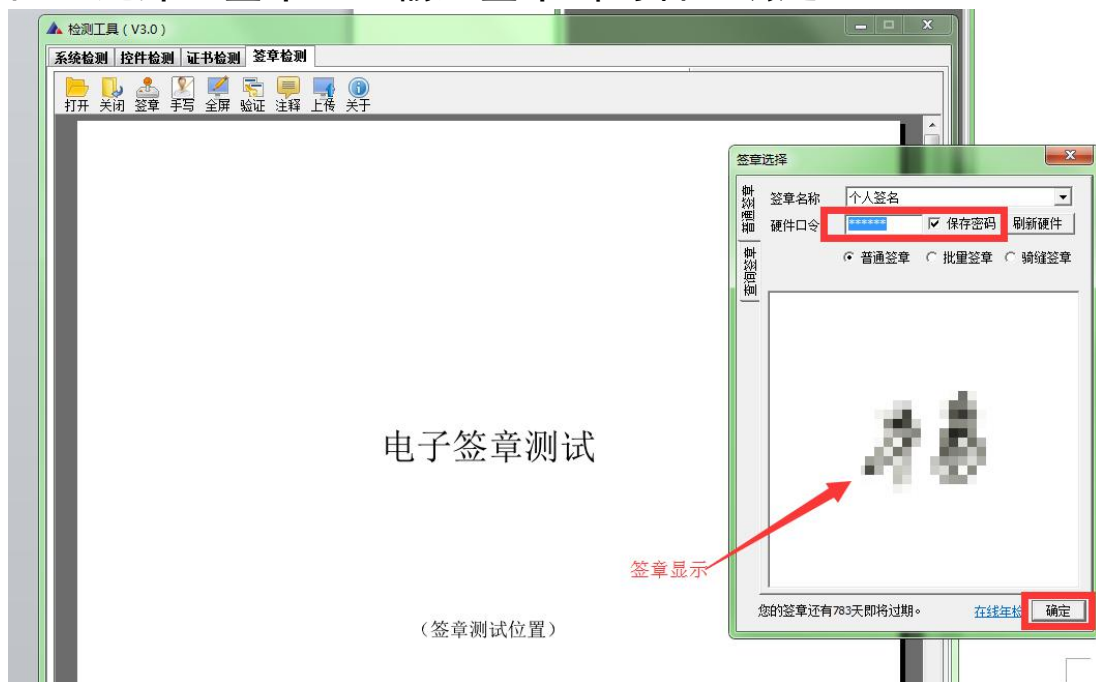 检测工具（V3.0）
系统检测 控件检测 证书检测 签章检测
打开 关闭 签章 手写 全屏 验证 注释 上传 关于
签章选择
普通签章
查询签章
签章名称 个人签名
硬件口令 ****** 保存密码 刷新硬件
普通签章 批里签章 骑缝签章
电子签章测试
签章显示
（签章测试位置）
您的签章还有783天即将过期。 在线年检 确定